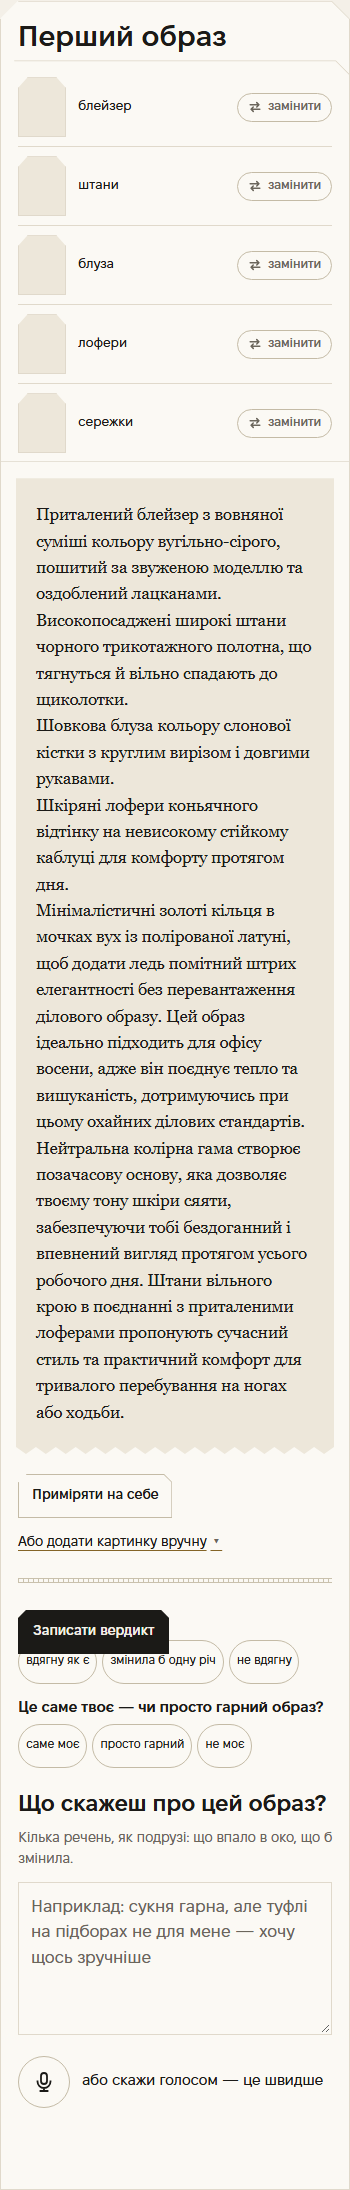 Перший образ
блейзер
замінити
штани
замінити
блуза
замінити
лофери
замінити
сережки
замінити
Приталений блейзер з вовняної
суміші кольору вугільно-сірого,
пошитий за звуженою моделлю та
оздоблений лацканами.
Високопосаджені широкі штани
чорного трикотажного полотна, що
тягнуться й вільно спадають до
щиколотки.
Шовкова блуза кольору слонової
кістки з круглим вирізом і довгими
рукавами.
Шкіряні лофери коньячного
відтінку на невисокому стійкому
каблуці для комфорту протягом
дня.
Мінімалістичні золоті кільця в
мочках вух із полірованої латуні,
щоб додати ледь помітний штрих
елегантності без перевантаження
ділового образу. Цей образ
ідеально підходить для офісу
восени, адже він поєднує тепло та
вишуканість, дотримуючись при
цьому охайних ділових стандартів.
Нейтральна колірна гама створює
позачасову основу, яка дозволяє
твоєму тону шкіри сяяти,
забезпечуючи тобі бездоганний і
впевнений вигляд протягом усього
робочого дня. Штани вільного
крою в поєднанні з приталеними
лоферами пропонують сучасний
стиль та практичний комфорт для
тривалого перебування на ногах
або ходьби.
Приміряти на себе
Або додати картинку вручну
Записати вердикт
вдягну як є
змінила б одну річ
не вдягну
Це саме твоє — чи просто гарний образ?
саме моє
просто гарний
не моє
Що скажеш про цей образ?
Кілька речень, як подрузі: що впало в око, що б
змінила.
Наприклад: сукня гарна, але туфлі
на підборах не для мене — хочу
щось зручніше
або скажи голосом — це швидше